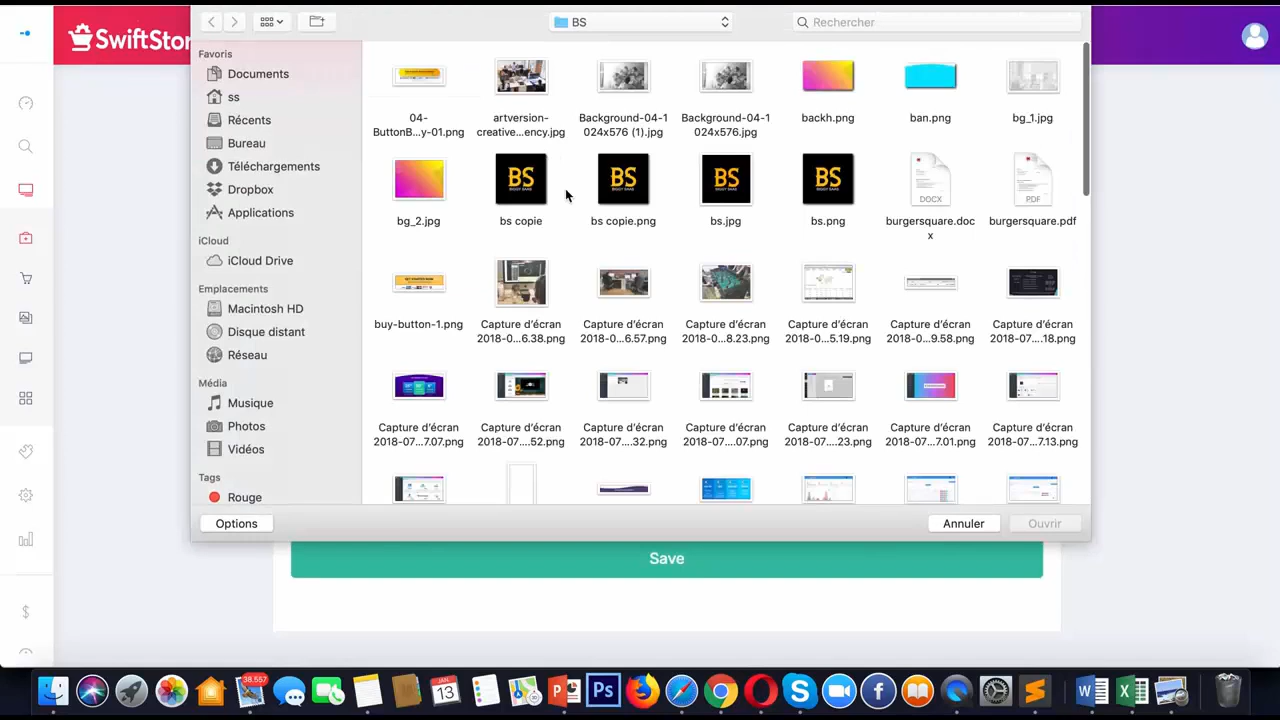 SwiftStor
BS
Rechercher
Favoris
Documents
ss
Récents
Bureau
Téléchargements
Dropbox
Applications
iCloud
iCloud Drive
Emplacements
Macintosh HD
Disque distant
Réseau
Média
Musique
Photos
Vidéos
Tags
Rouge
04-
ButtonB...y-01.png
artversion-
creative...ency.jpg
Background-04-1
024x576 (1).jpg
Background-04-1
024x576.jpg
backh.png
ban.png
bg_1.jpg
BS
BS
BS
BS
DOCX
PDF
bg_2.jpg
bs copie
bs copie.png
bs.jpg
bs.png
burgersquare.doc
x
burgersquare.pdf
buy-button-1.png
Capture d'écran
2018-0...6.38.png
Capture d'écran
2018-0...6.57.png
Capture d'écran
2018-0...8.23.png
Capture d'écran
2018-0...5.19.png
Capture d'écran
2018-0...9.58.png
Capture d'écran
2018-07....18.png
Capture d'écran
2018-07...7.07.png
Capture d'écran
2018-07....52.png
Capture d'écran
2018-07....32.png
Capture d'écran
2018-07....07.png
Capture d'écran
2018-07....23.png
Capture d'écran
2018-07...7.01.png
Capture d'écran
2018-07...7.13.png
Options
Annuler
Ouvrir
Save
38.557
JAN
13
Ps